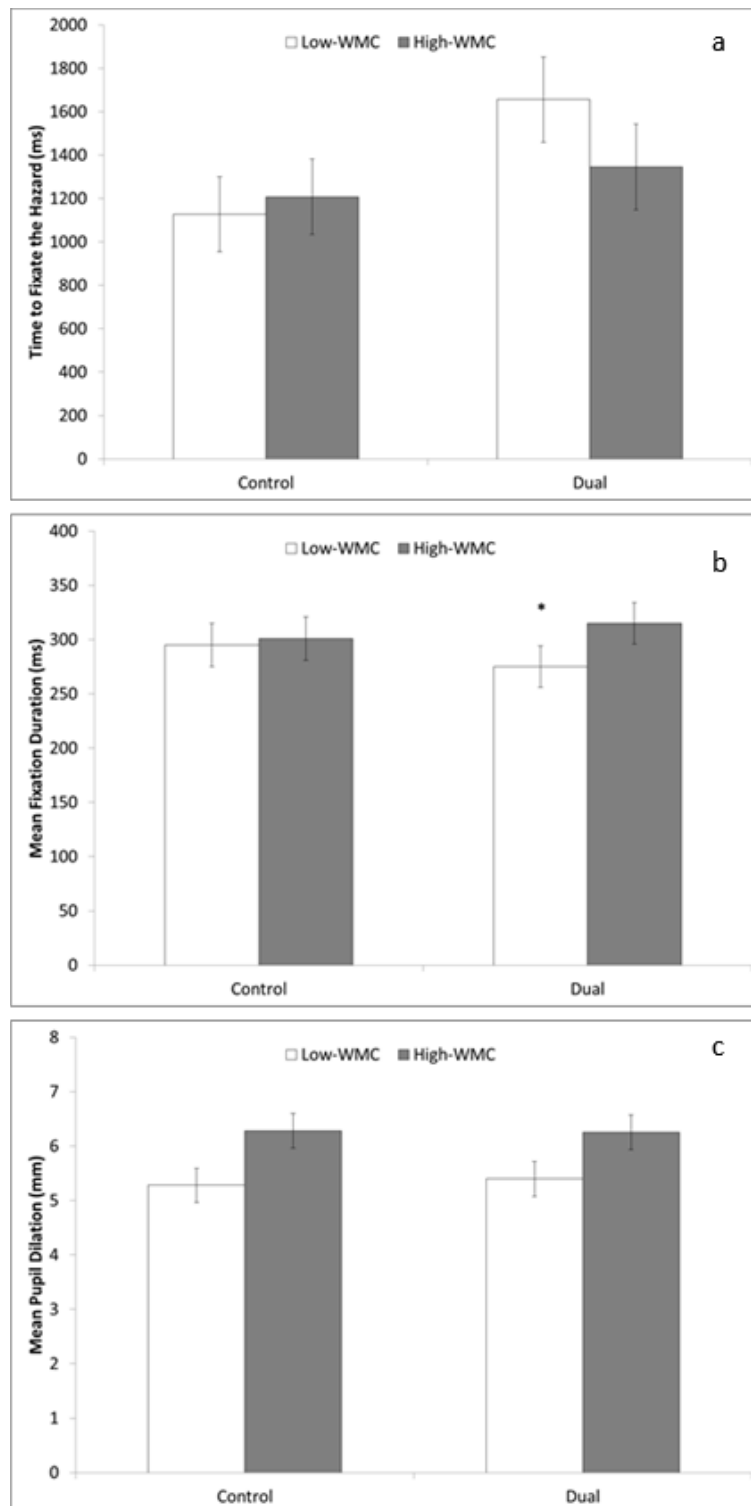 2000
1800
1600
1400
1200
1000
800
600
400
200
0
Time to Fixate the Hazard (ms)
Low-WMC High-WMC
a
Control Dual
400
350
300
250
200
150
100
50
0
Mean Fixation Duration (ms)
Low-WMC High-WMC
b
*
Control Dual
8
7
6
5
4
3
2
1
0
Mean Pupil Dilation (mm)
Low-WMC High-WMC
c
Control Dual